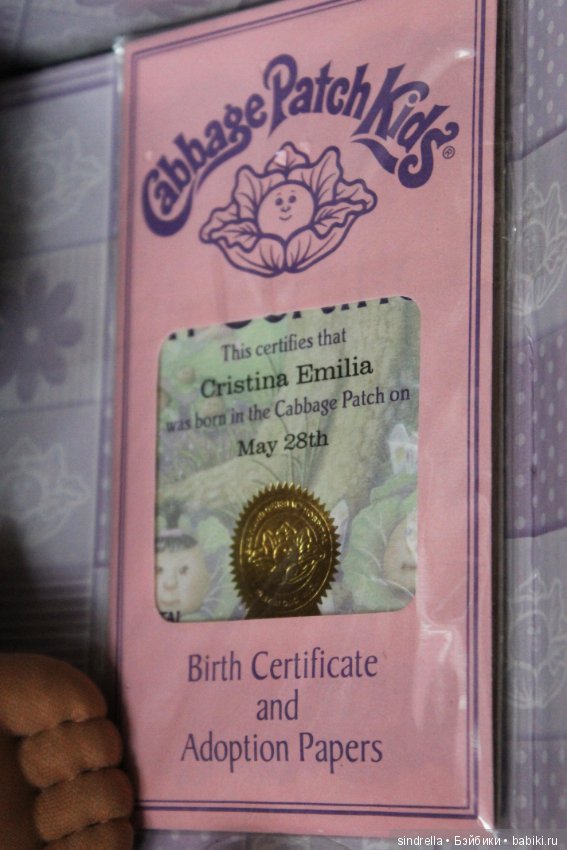 Cabbage Patch Kids®
This certifies that
Cristina Emilia
was born in the Cabbage Patch on
May 28th
Birth Certificate
and
Adoption Papers
sindrella • Бэйбики • babiki.ru